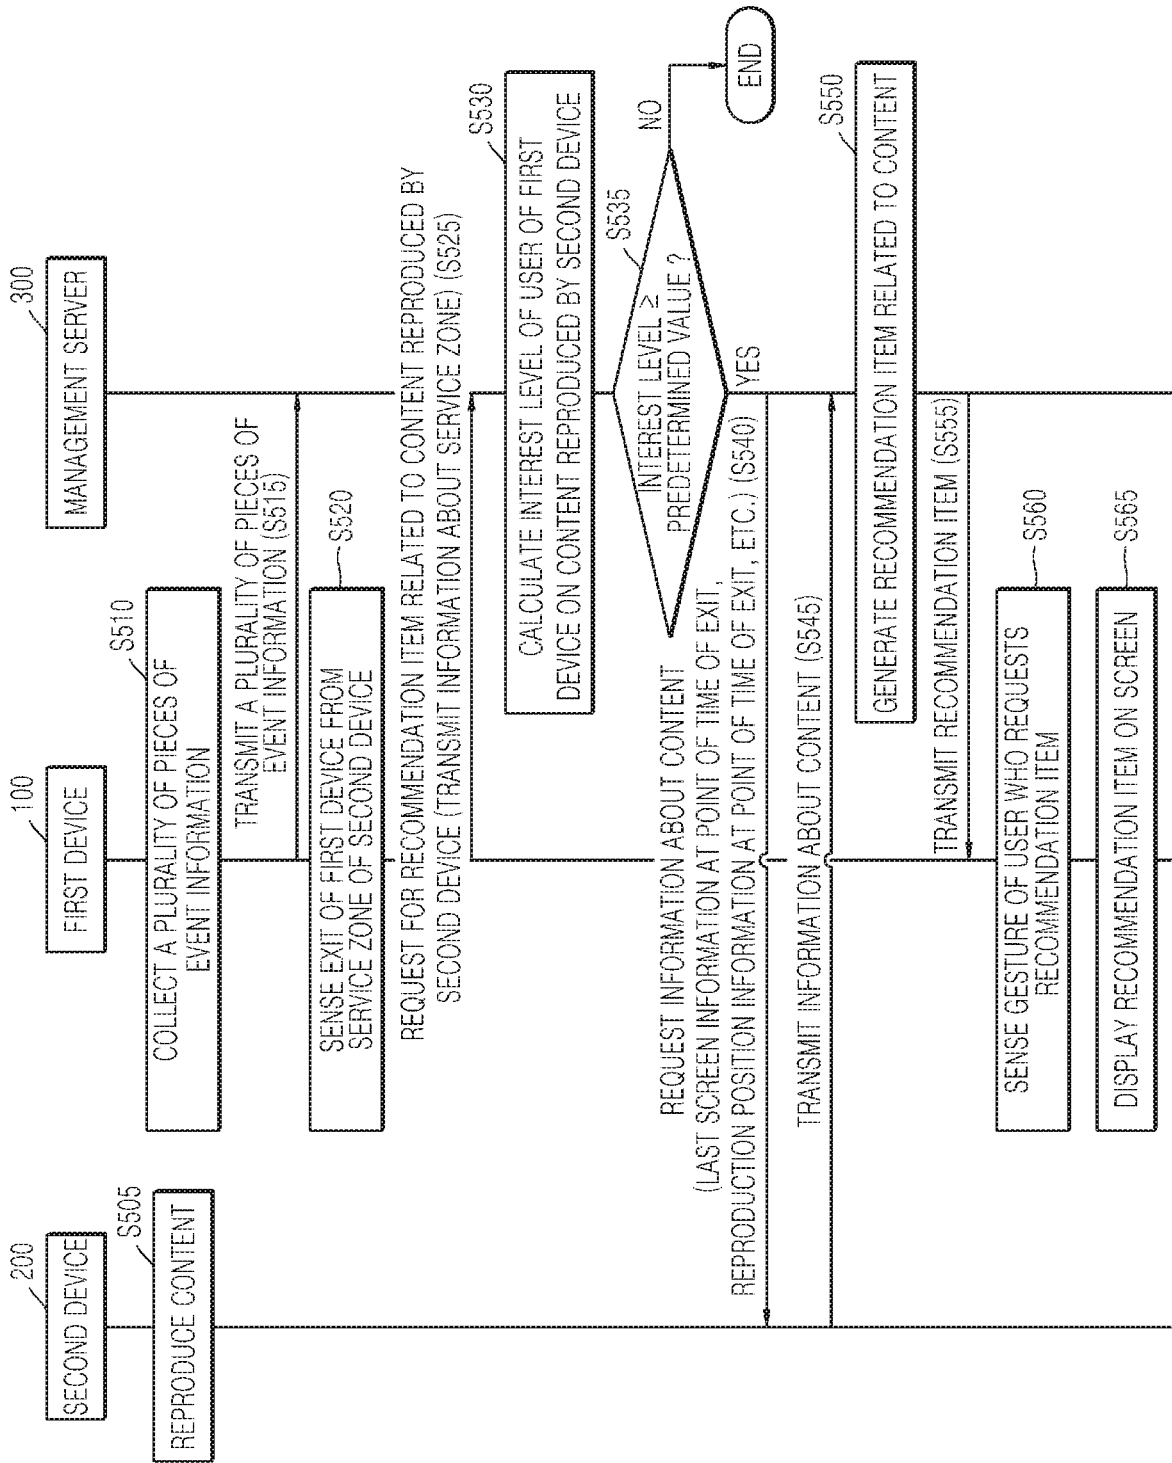 200
SECOND DEVICE
100
FIRST DEVICE
300
MANAGEMENT SERVER
S505
REPRODUCE CONTENT
S510
COLLECT A PLURALITY OF PIECES OF
EVENT INFORMATION
TRANSMIT A PLURALITY OF PIECES OF
EVENT INFORMATION (S515)
S520
SENSE EXIT OF FIRST DEVICE FROM
SERVICE ZONE OF SECOND DEVICE
REQUEST FOR RECOMMENDATION ITEM RELATED TO CONTENT REPRODUCED BY
SECOND DEVICE (TRANSMIT INFORMATION ABOUT SERVICE ZONE) (S525)
S530
CALCULATE INTEREST LEVEL OF USER OF FIRST
DEVICE ON CONTENT REPRODUCED BY SECOND DEVICE
S535
INTEREST LEVEL ≥
PREDETERMINED VALUE ?
NO
END
YES
REQUEST INFORMATION ABOUT CONTENT
(LAST SCREEN INFORMATION AT POINT OF TIME OF EXIT,
REPRODUCTION POSITION INFORMATION AT POINT OF TIME OF EXIT, ETC.) (S540)
TRANSMIT INFORMATION ABOUT CONTENT (S545)
S550
GENERATE RECOMMENDATION ITEM RELATED TO CONTENT
TRANSMIT RECOMMENDATION ITEM (S555)
S560
SENSE GESTURE OF USER WHO REQUESTS
RECOMMENDATION ITEM
S565
DISPLAY RECOMMENDATION ITEM ON SCREEN